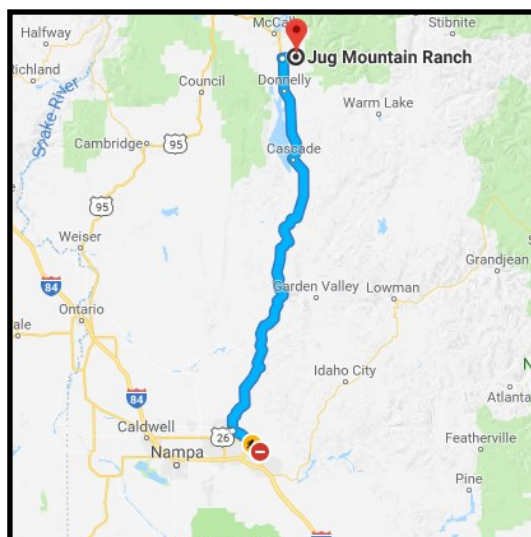 Halfway
McCall
Stibnite
Jug Mountain Ranch
Richland
Council
Donnelly
Warm Lake
Snake River
Cambridge
95
Cascade
95
Weiser
Grandjean
84
Garden Valley
Lowman
Ontario
ale
Idaho City
N
84
Atlanta
Caldwell
26
Featherville
Nampa
Pine
84